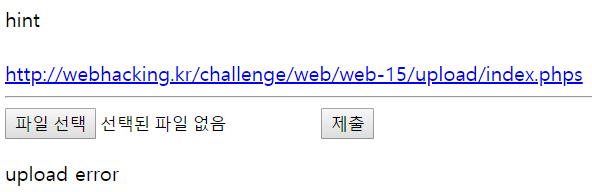 hint
http://webhacking.kr/challenge/web/web-15/upload/index.phps
파일 선택 선택된 파일 없음 제출
upload error